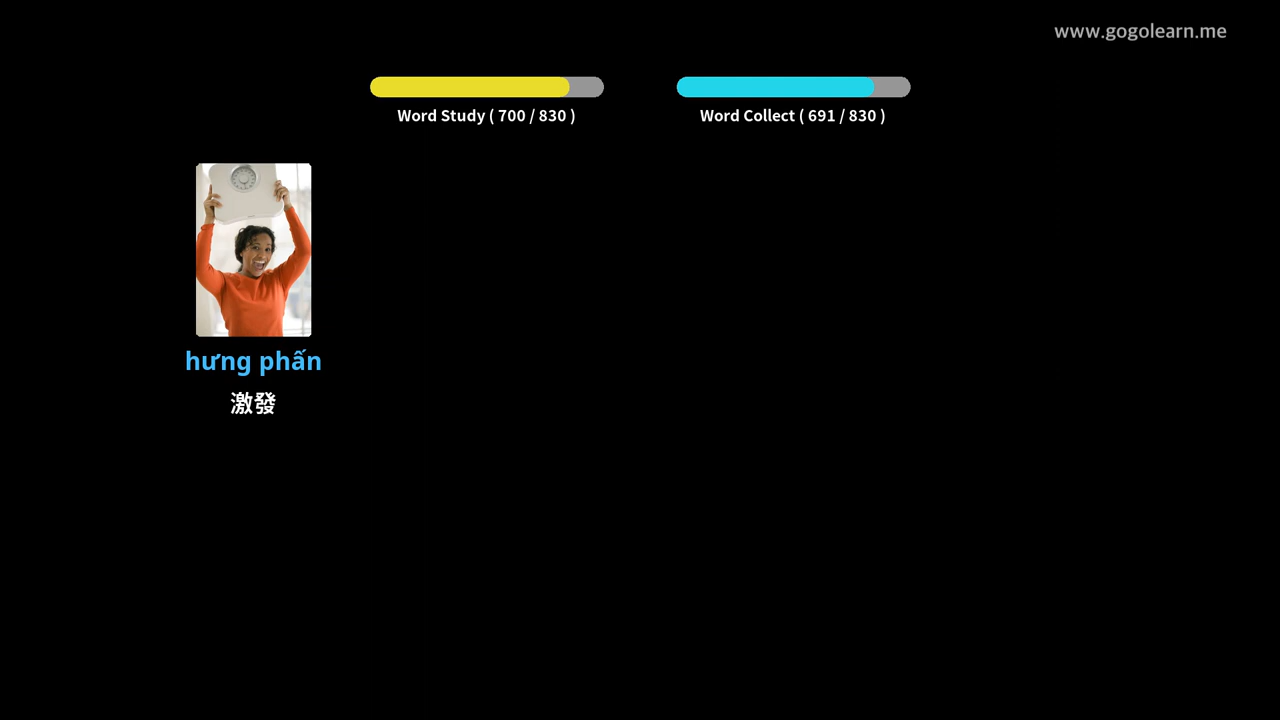 www.gogolearn.me
Word Study ( 700 / 830 )
Word Collect ( 691 / 830 )
hưng phấn
激發